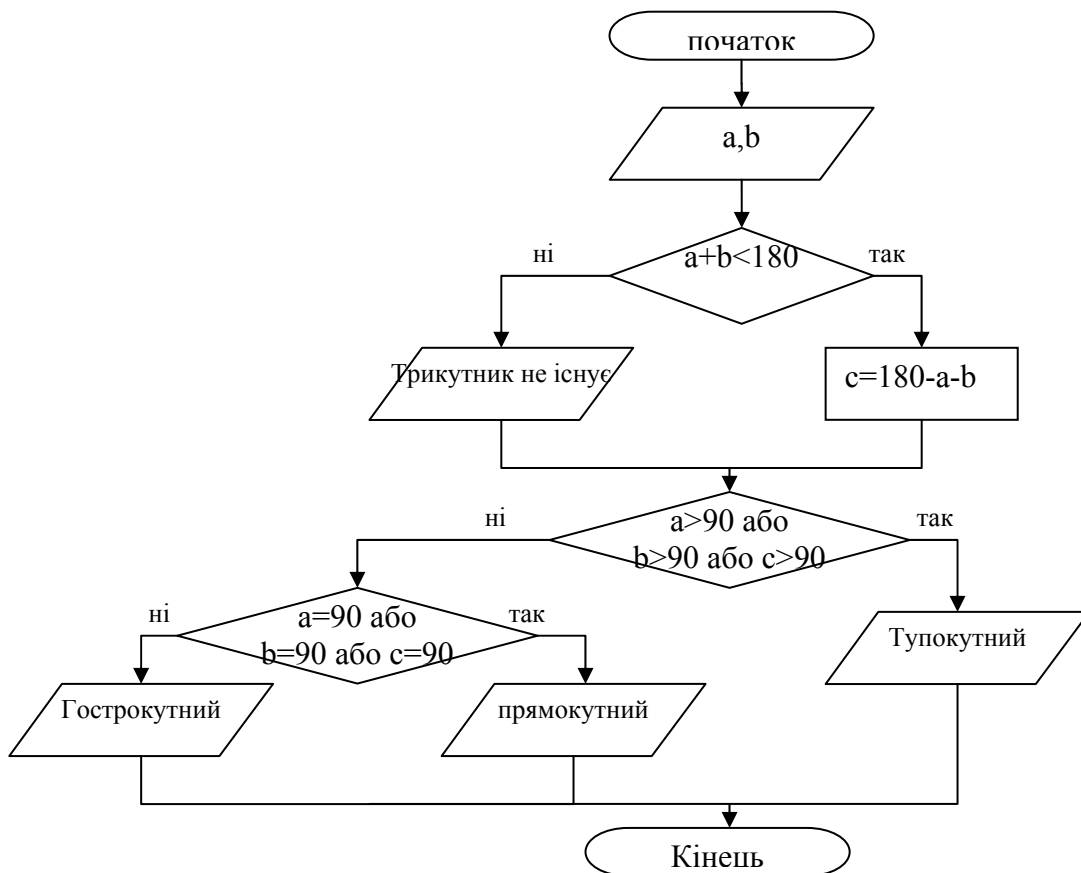 початок
a,b
ні
a+b<180
так
Трикутник не існує
c=180-a-b
ні
a>90 або
b>90 або c>90
так
ні
a=90 або
b=90 або c=90
так
Тупокутний
Гострокутний
прямокутний
Кінець